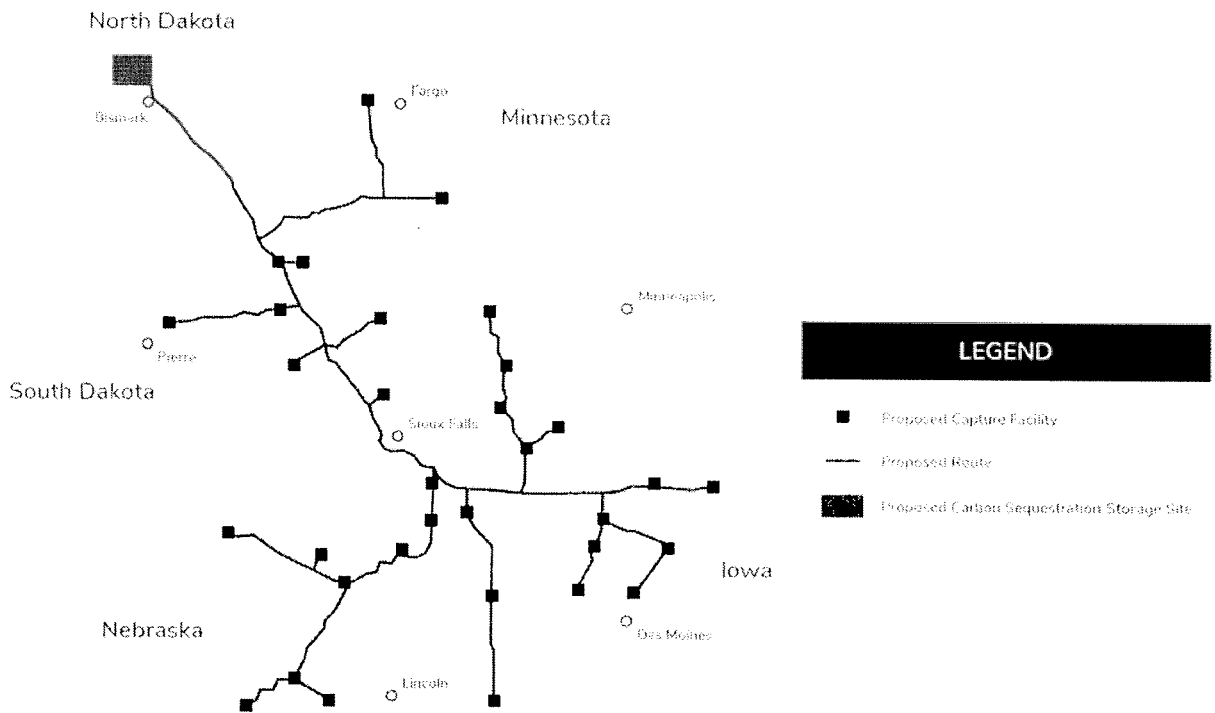 North Dakota
Fargo
Bismark
Minnesota
Minneapolis
Pierre
LEGEND
South Dakota
Sioux Falls
Proposed Capture Facility
Proposed Route
Proposed Carbon Sequestration Storage Site
Iowa
Nebraska
Des Moines
Lincoln